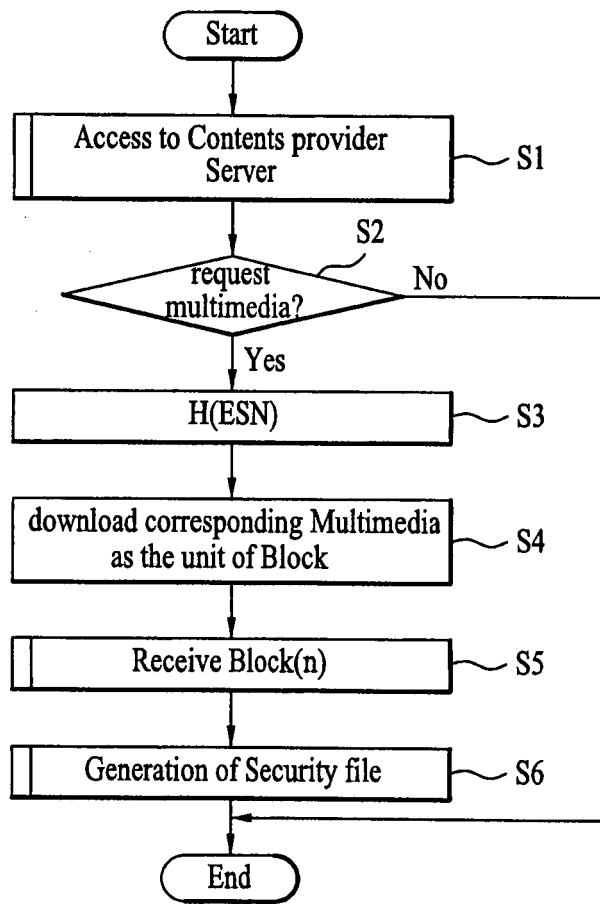 Start
Access to Contents provider
Server
S1
S2
request
multimedia?
No
Yes
H(ESN)
S3
download corresponding Multimedia
as the unit of Block
S4
Receive Block(n)
S5
Generation of Security file
S6
End